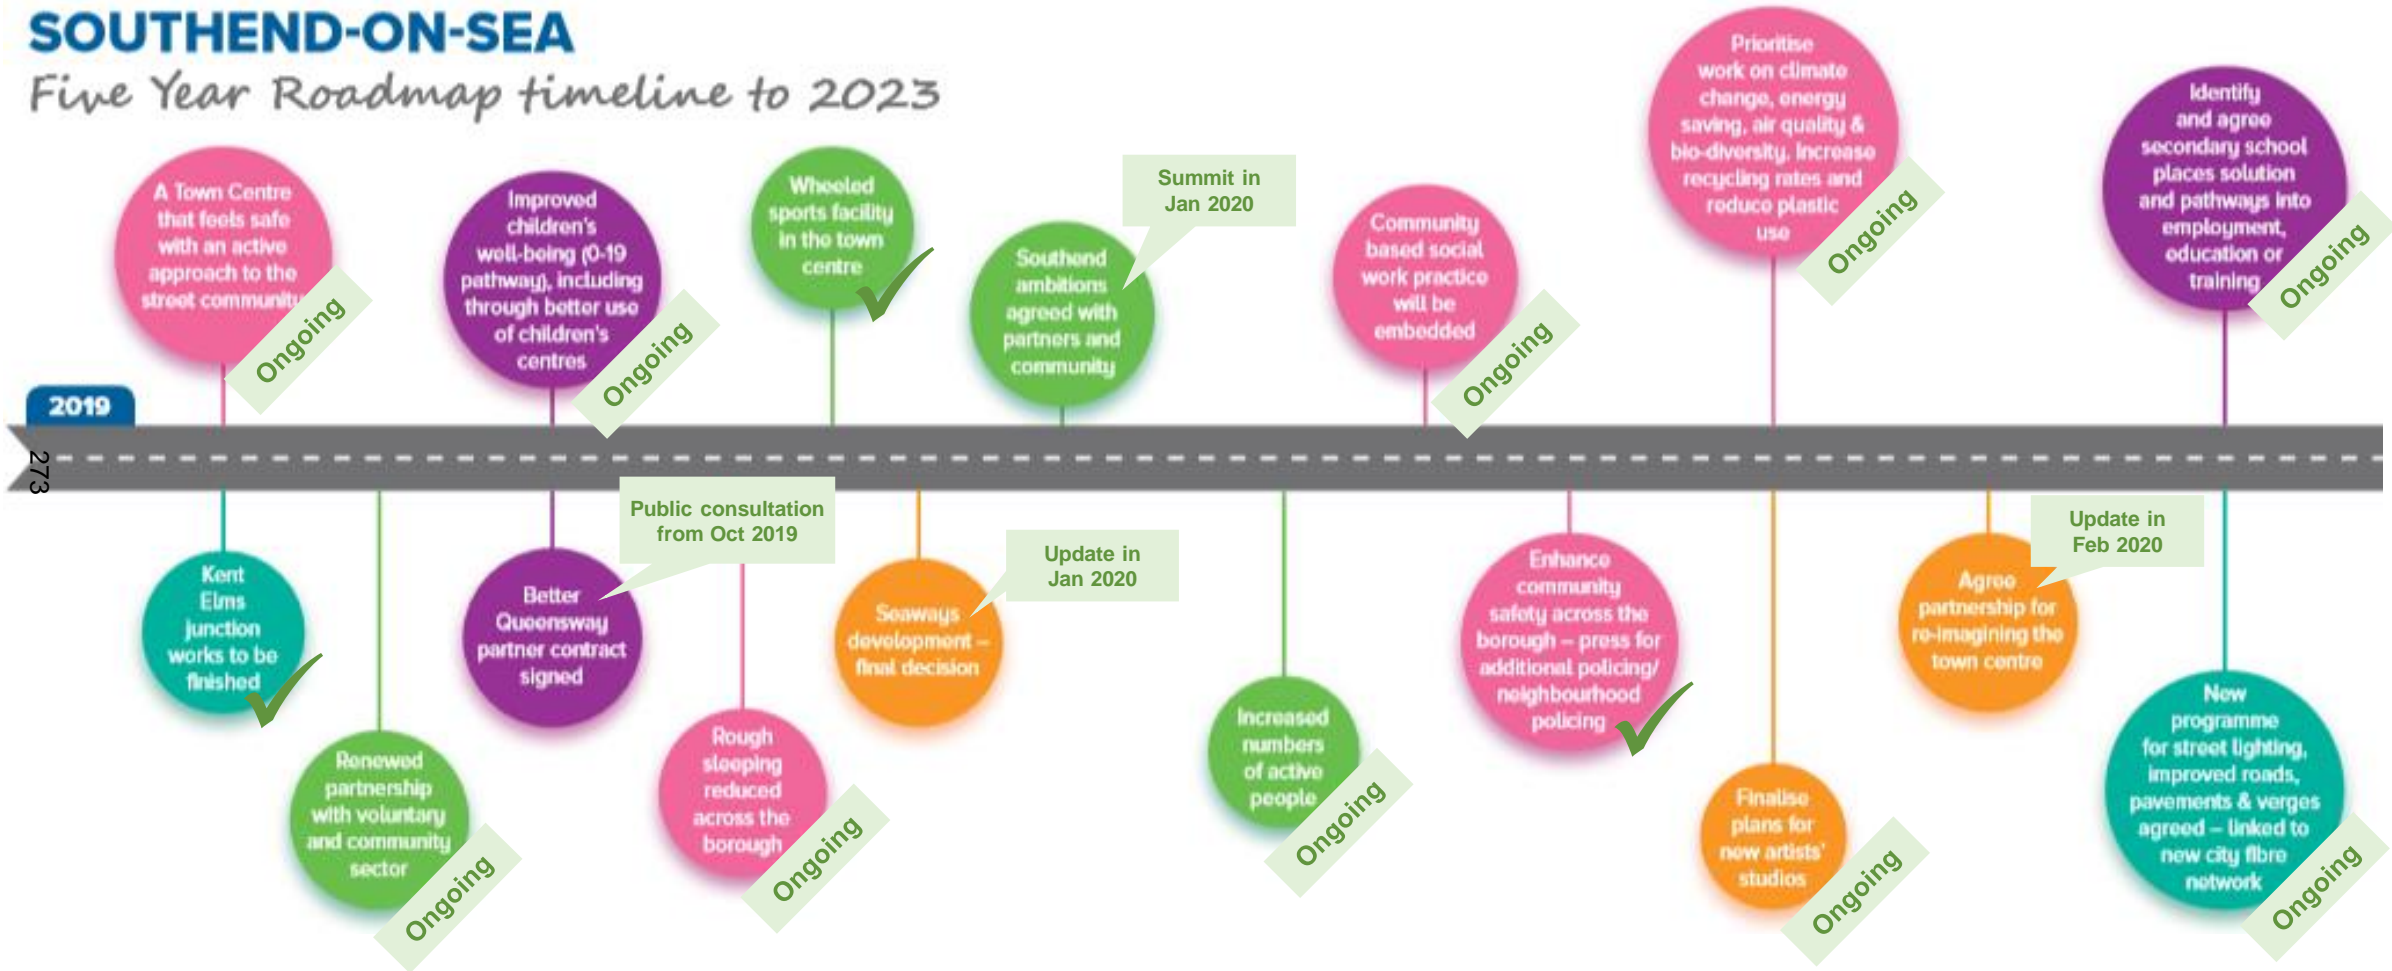 SOUTHEND-ON-SEA
Five Year Roadmap timeline to 2023
A Town Centre
that feels safe
with an active
approach to the
street community
Ongoing
Improved
children's
well-being (0-19
pathway), including
through better use
of children's
centres
Ongoing
Wheeled
sports facility
in the town
centre
Southend
ambitions
agreed with
partners and
community
Summit in
Jan 2020
Community
based social
work practice
will be
embedded
Ongoing
Prioritise
work on climate
change, energy
saving, air quality &
bio-diversity. Increase
recycling rates and
reduce plastic
use
Ongoing
Identify
and agree
secondary school
places solution
and pathways into
employment,
education or
training
Ongoing
2019
273
Kent
Elms
junction
works to be
finished
Renewed
partnership
with voluntary
and community
sector
Ongoing
Better
Queensway
partner contract
signed
Public consultation
from Oct 2019
Rough
sleeping
reduced
across the
borough
Ongoing
Seaways
development –
final decision
Update in
Jan 2020
Increased
numbers
of active
people
Ongoing
Enhance
community
safety across the
borough – press for
additional policing/
neighbourhood
policing
Finalise
plans for
new artists'
studios
Ongoing
Agree
partnership for
re-imagining the
town centre
Update in
Feb 2020
New
programme
for street lighting,
improved roads,
pavements & verges
agreed – linked to
new city fibre
network
Ongoing